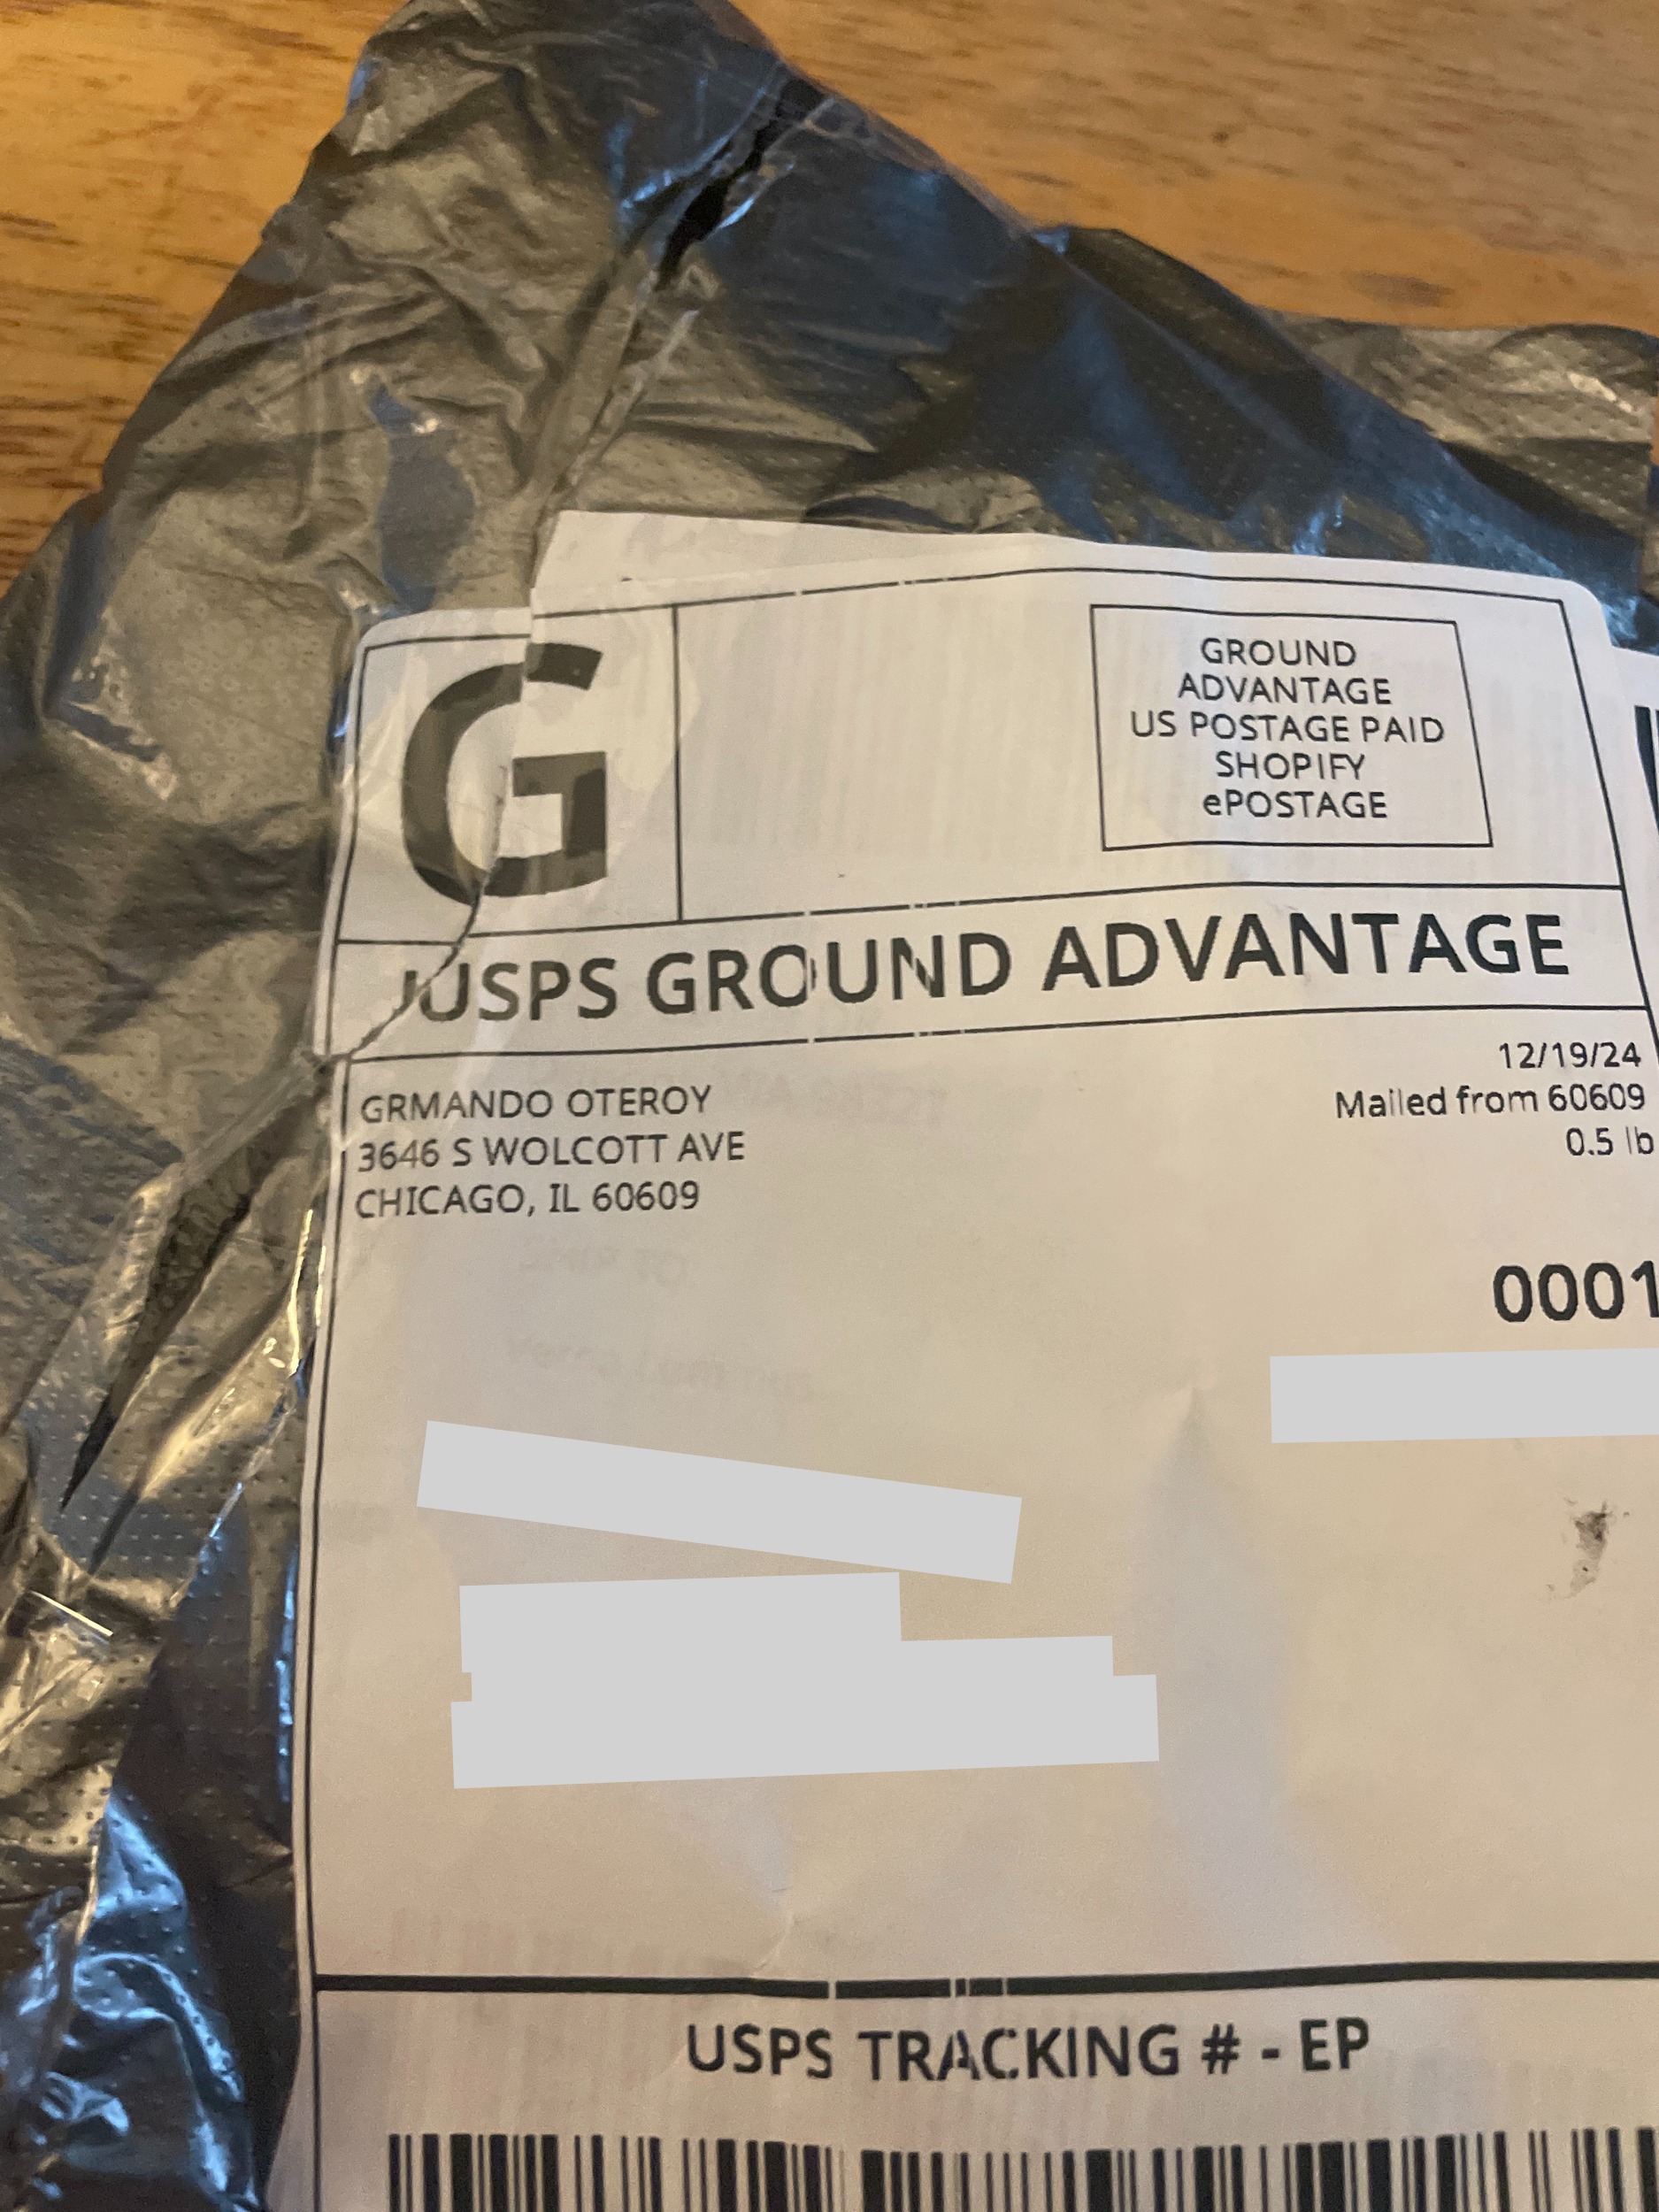 G
GROUND
ADVANTAGE
US POSTAGE PAID
SHOPIFY
ePOSTAGE
USPS GROUND ADVANTAGE
12/19/24
Mailed from 60609
0.5 lb
GRMANDO OTEROY
3646 S WOLCOTT AVE
CHICAGO, IL 60609
0001
USPS TRACKING # - EP